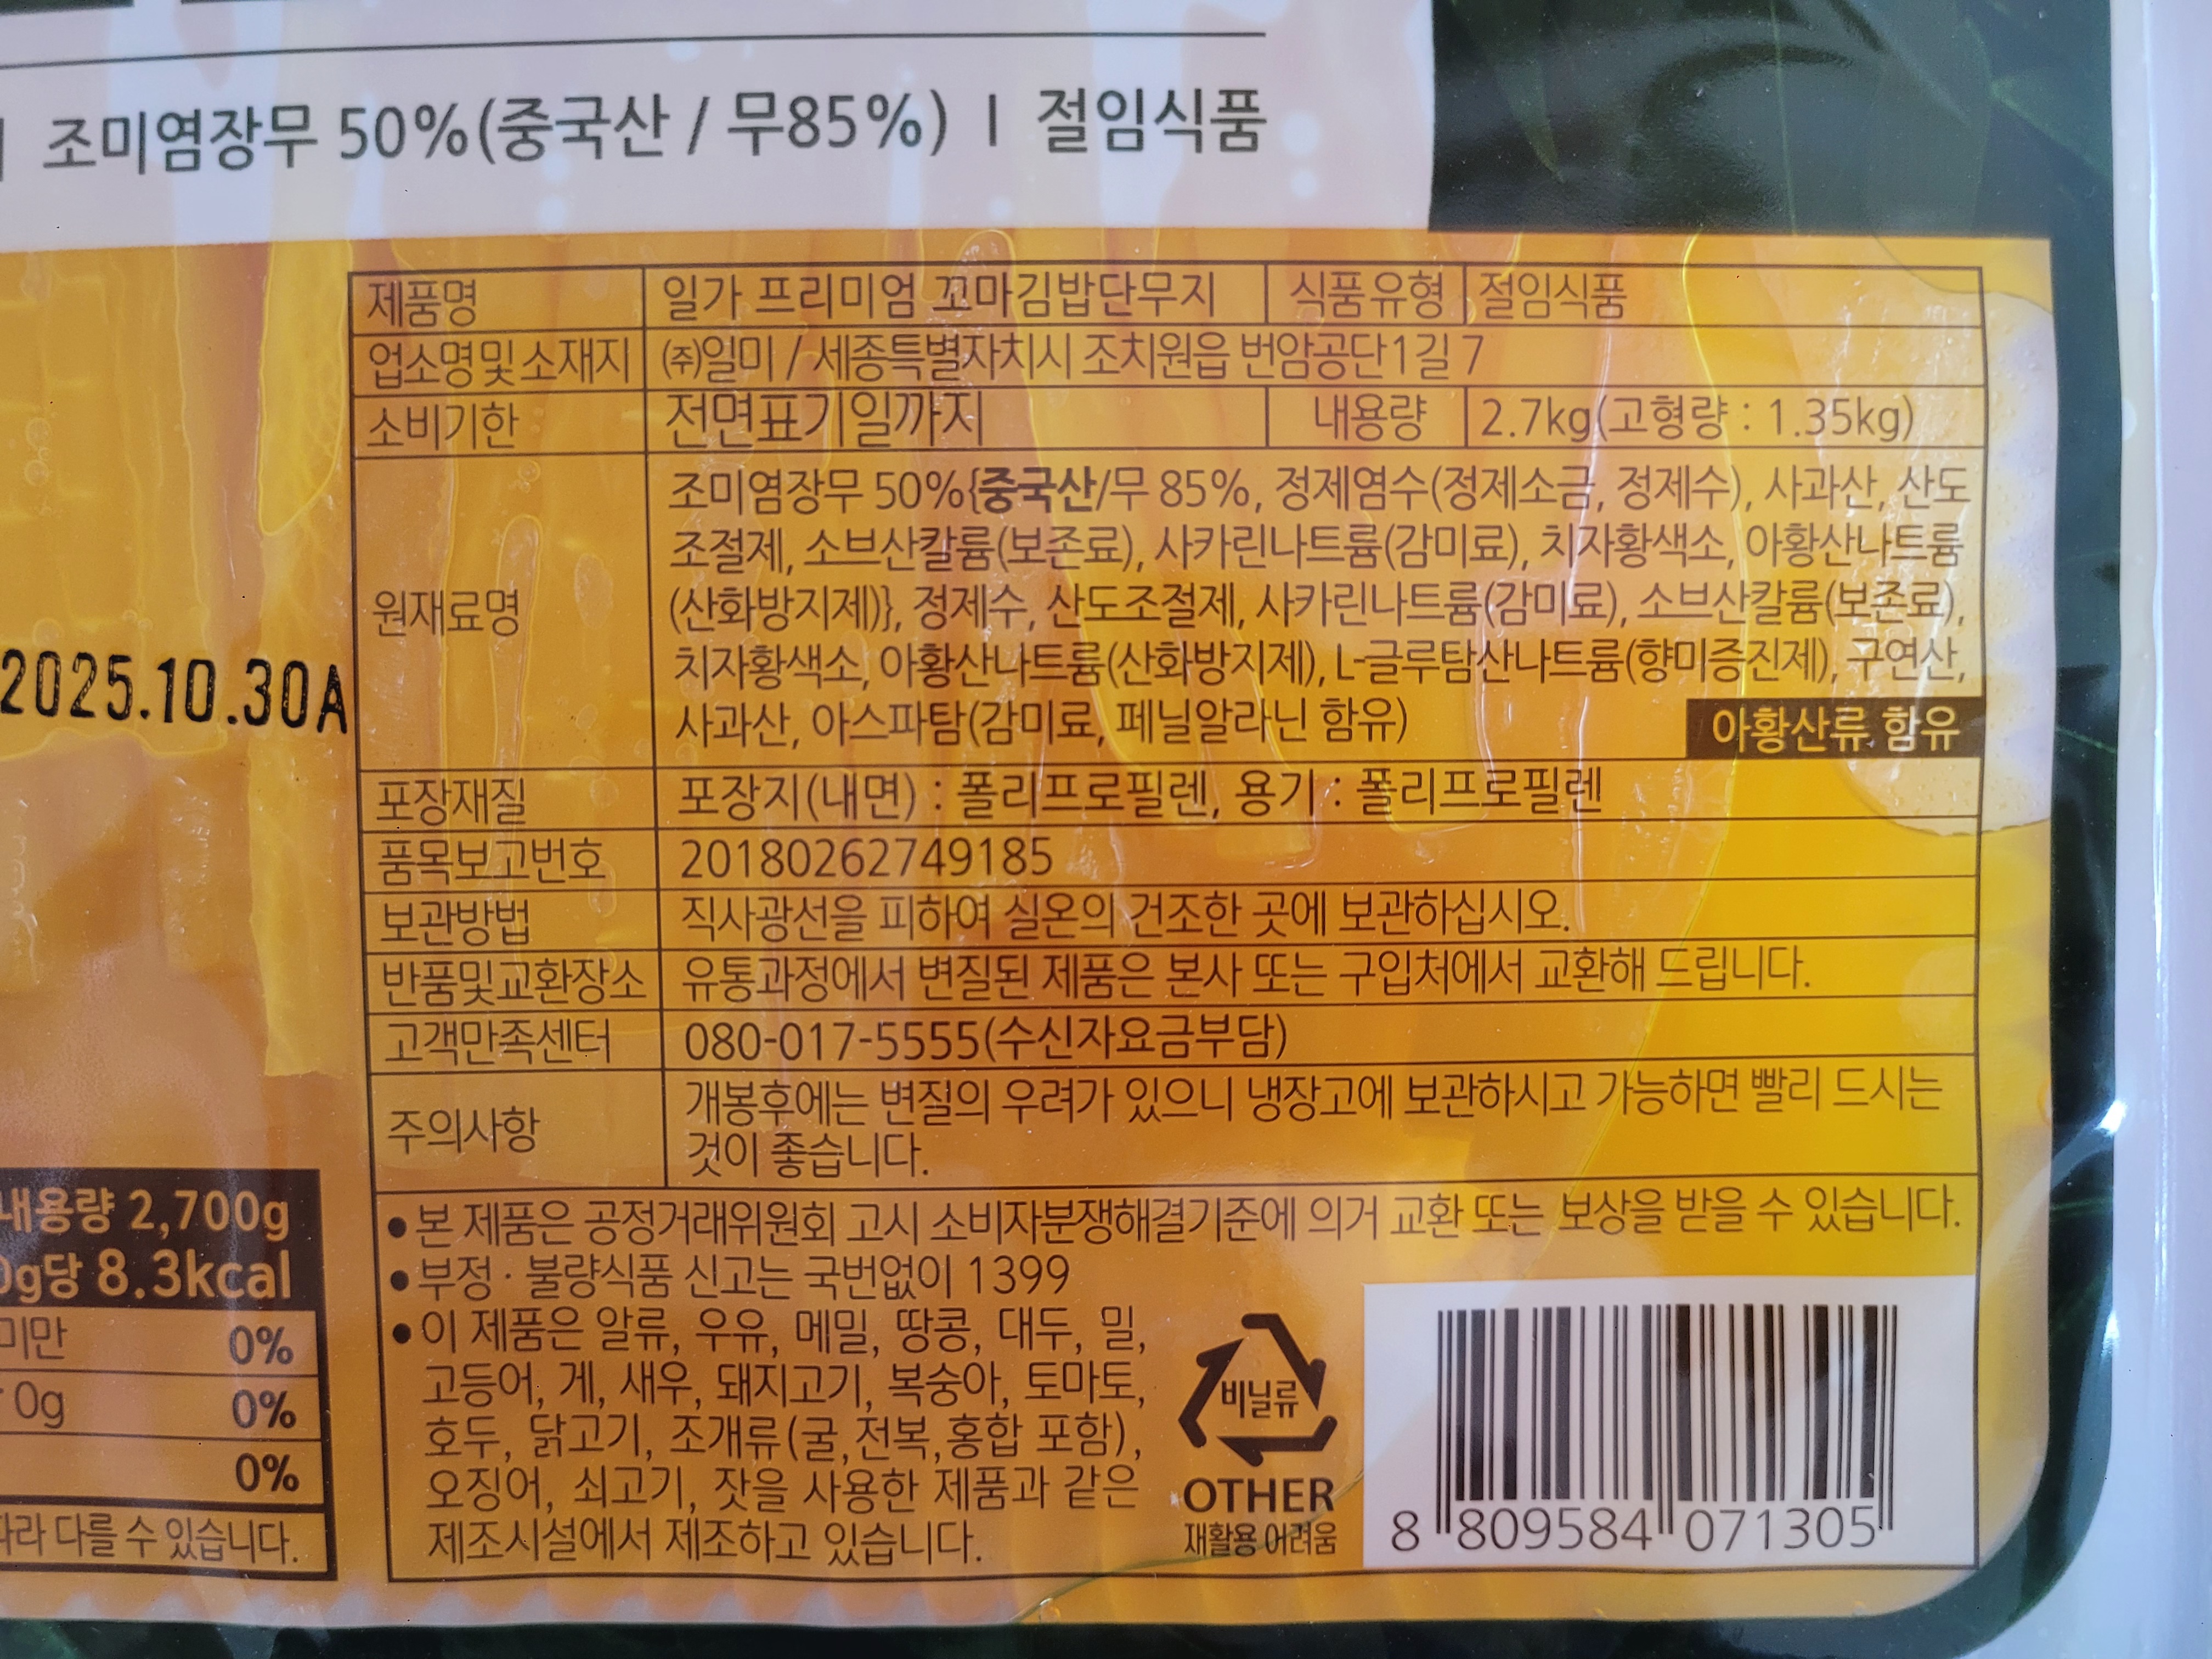 조미염장무 50%(중국산 / 무85%) | 절임식품
제품명 일가 프리미엄 꼬마김밥단무지 식품유형 절임식품
업소명및소재지 ㈜일미 / 세종특별자치시 조치원읍 번암공단1길 7
소비기한 전면표기일까지 내용량 2.7kg(고형량 : 1.35kg)
원재료명
조미염장무 50%{중국산/무 85%, 정제염수(정제소금, 정제수), 사과산, 산도
조절제, 소브산칼륨(보존료), 사카린나트륨(감미료), 치자황색소, 아황산나트륨
(산화방지제)}, 정제수, 산도조절제, 사카린나트륨(감미료), 소브산칼륨(보존료),
치자황색소, 아황산나트륨(산화방지제), L-글루탐산나트륨(향미증진제), 구연산,
사과산, 아스파탐(감미료, 페닐알라닌 함유)
아황산류 함유
2025.10.30A
포장재질 포장지(내면) : 폴리프로필렌, 용기 : 폴리프로필렌
품목보고번호 20180262749185
보관방법 직사광선을 피하여 실온의 건조한 곳에 보관하십시오.
반품및교환장소 유통과정에서 변질된 제품은 본사 또는 구입처에서 교환해 드립니다.
고객만족센터 080-017-5555(수신자요금부담)
주의사항 개봉후에는 변질의 우려가 있으니 냉장고에 보관하시고 가능하면 빨리 드시는
것이 좋습니다.
내용량 2,700g
0g당 8.3kcal
미만 0%
0g 0%
0%
따라 다를 수 있습니다.
• 본 제품은 공정거래위원회 고시 소비자분쟁해결기준에 의거 교환 또는 보상을 받을 수 있습니다.
• 부정 · 불량식품 신고는 국번없이 1399
• 이 제품은 알류, 우유, 메밀, 땅콩, 대두, 밀,
고등어, 게, 새우, 돼지고기, 복숭아, 토마토,
호두, 닭고기, 조개류(굴,전복,홍합 포함),
오징어, 쇠고기, 잣을 사용한 제품과 같은
제조시설에서 제조하고 있습니다.
비닐류
OTHER
재활용 어려움
8 809584 071305